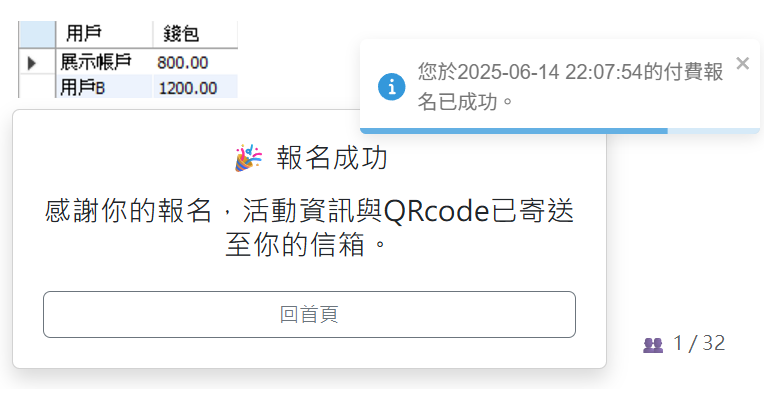 用戶 錢包
展示帳戶 800.00
用戶B 1200.00
您於2025-06-14 22:07:54的付費報
名已成功。
報名成功
感謝你的報名，活動資訊與QRcode已寄送
至你的信箱。
回首頁
1 / 32